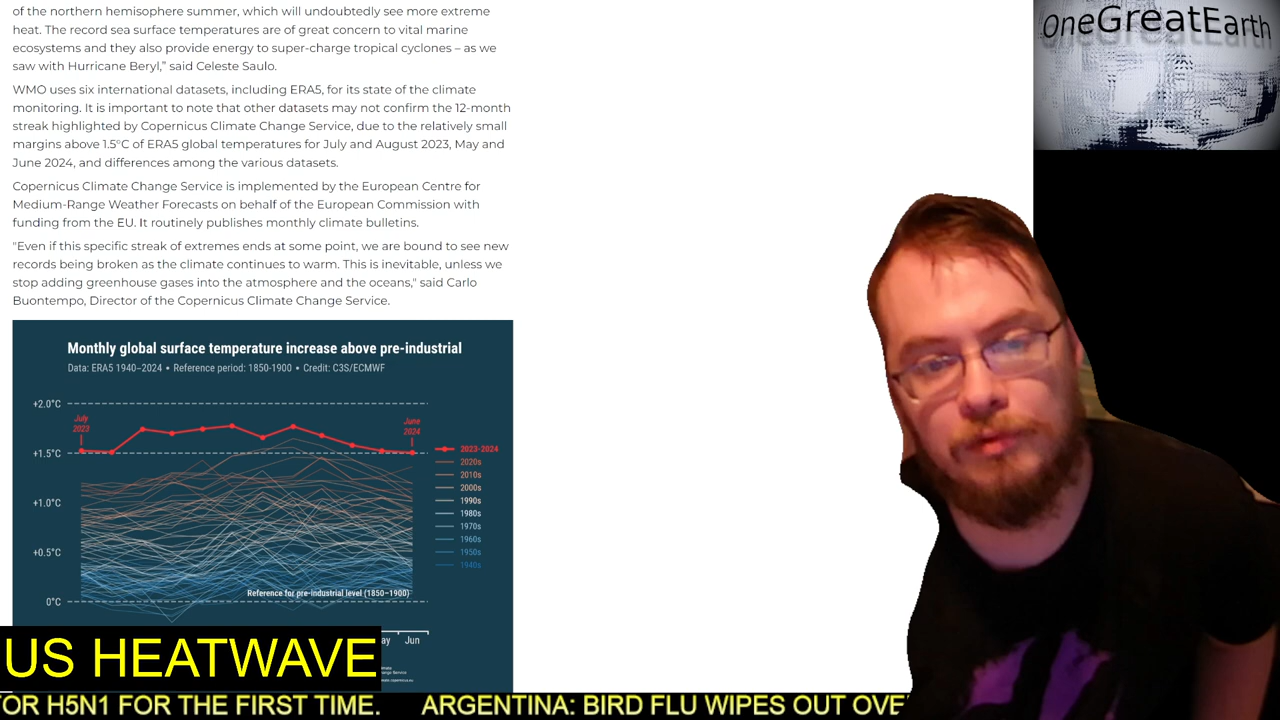 of the northern hemisphere summer, which will undoubtedly see more extreme
heat. The record sea surface temperatures are of great concern to vital marine
ecosystems and they also provide energy to super-charge tropical cyclones – as we
saw with Hurricane Beryl,” said Celeste Saulo.
WMO uses six international datasets, including ERA5, for its state of the climate
monitoring. It is important to note that other datasets may not confirm the 12-month
streak highlighted by Copernicus Climate Change Service, due to the relatively small
margins above 1.5°C of ERA5 global temperatures for July and August 2023, May and
June 2024, and differences among the various datasets.
Copernicus Climate Change Service is implemented by the European Centre for
Medium-Range Weather Forecasts on behalf of the European Commission with
funding from the EU. It routinely publishes monthly climate bulletins.
"Even if this specific streak of extremes ends at some point, we are bound to see new
records being broken as the climate continues to warm. This is inevitable, unless we
stop adding greenhouse gases into the atmosphere and the oceans," said Carlo
Buontempo, Director of the Copernicus Climate Change Service.
Monthly global surface temperature increase above pre-industrial
Data: ERA5 1940–2024 • Reference period: 1850-1900 • Credit: C3S/ECMWF
+2.0°C
July
2023
June
2024
+1.5°C
2023-2024
2020s
2010s
2000s
+1.0°C
1990s
1980s
1970s
1960s
+0.5°C
1950s
1940s
Reference for pre-industrial level (1850–1900)
0°C
ay Jun
US HEATWAVE
OR H5N1 FOR THE FIRST TIME. ARGENTINA: BIRD FLU WIPES OUT OVE
OneGreatEarth